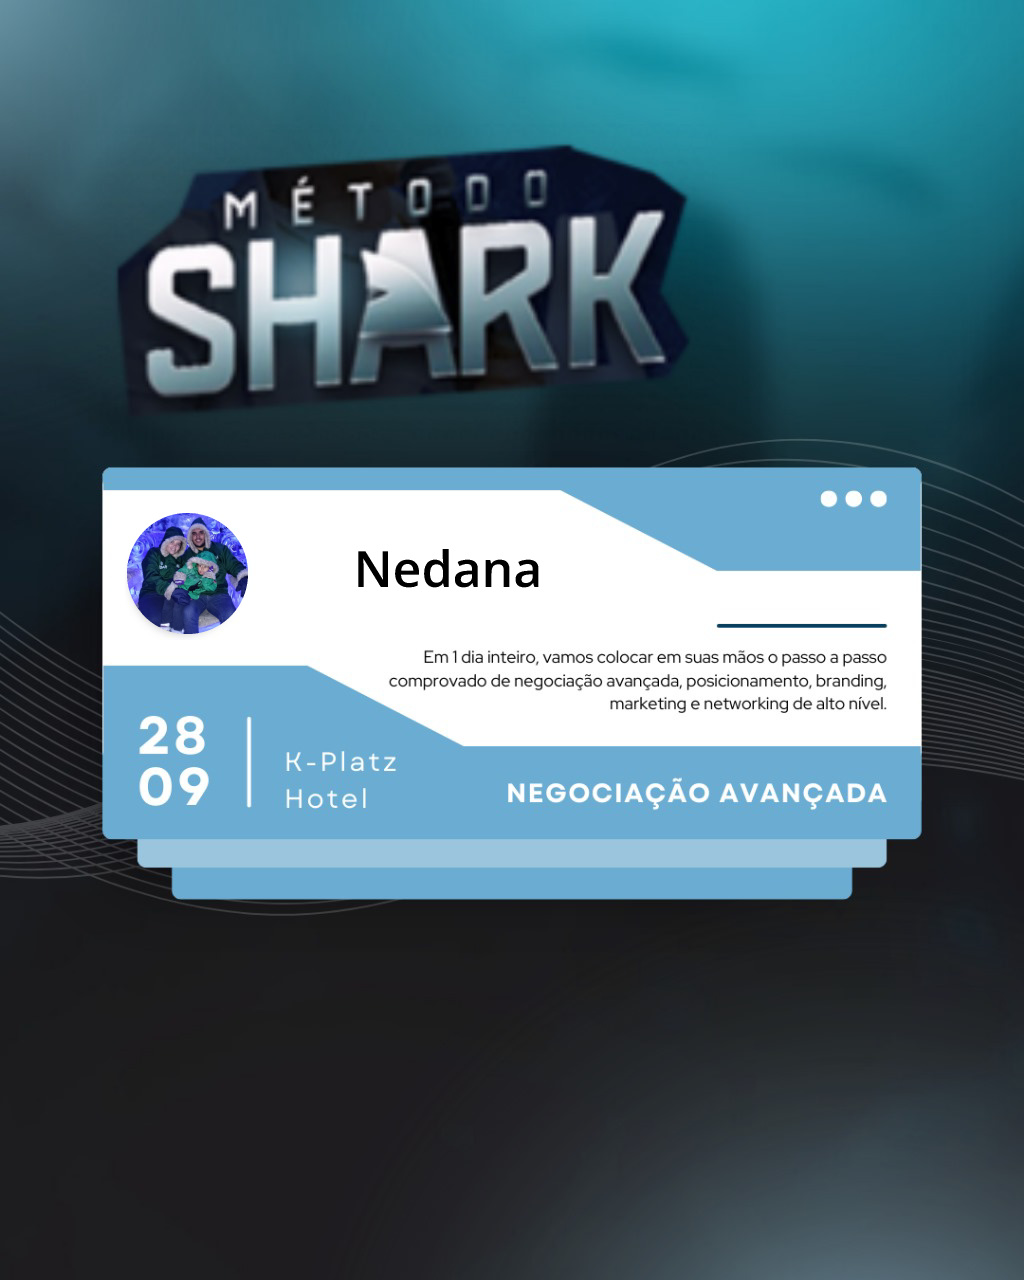 MÉTODO
SHARK
Nedana
Em 1 dia inteiro, vamos colocar em suas mãos o passo a passo
comprovado de negociação avançada, posicionamento, branding,
marketing e networking de alto nível.
28
09
K-Platz
Hotel
NEGOCIAÇÃO AVANÇADA